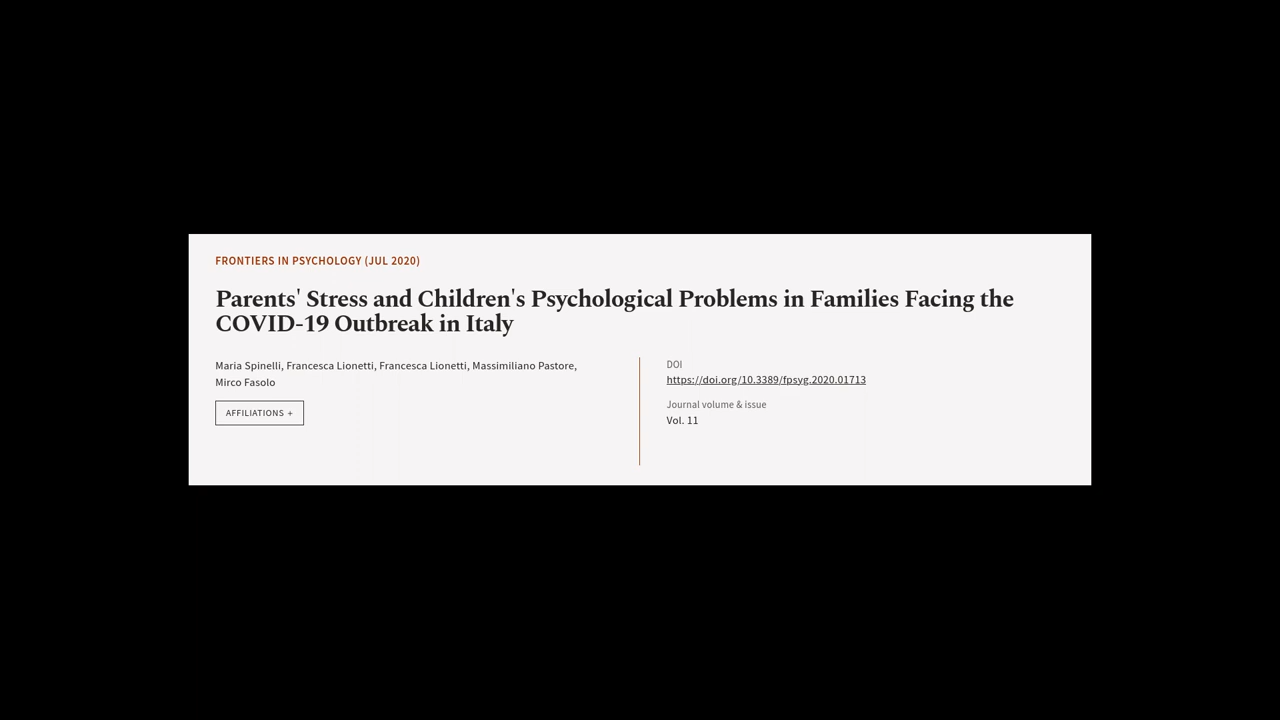 FRONTIERS IN PSYCHOLOGY (JUL 2020)
Parents' Stress and Children's Psychological Problems in Families Facing the
COVID-19 Outbreak in Italy
Maria Spinelli, Francesca Lionetti, Francesca Lionetti, Massimiliano Pastore,
Mirco Fasolo
AFFILIATIONS +
DOI
https://doi.org/10.3389/fpsyg.2020.01713
Journal volume & issue
Vol. 11